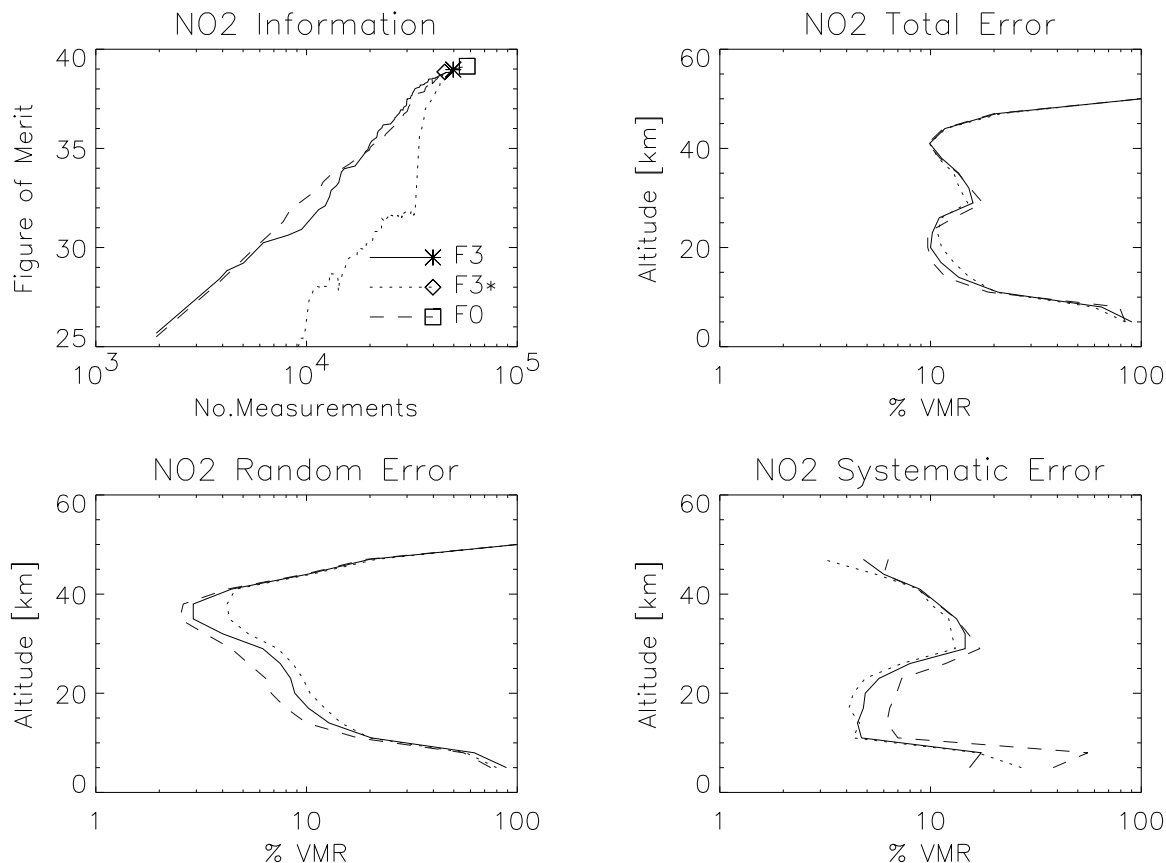 NO2 Information
40
35
30
25
Figure of Merit
F3
F3*
F0
10^3 10^4 10^5
No.Measurements
NO2 Total Error
60
40
20
0
Altitude [km]
1 10 100
% VMR
NO2 Random Error
60
40
20
0
Altitude [km]
1 10 100
% VMR
NO2 Systematic Error
60
40
20
0
Altitude [km]
1 10 100
% VMR